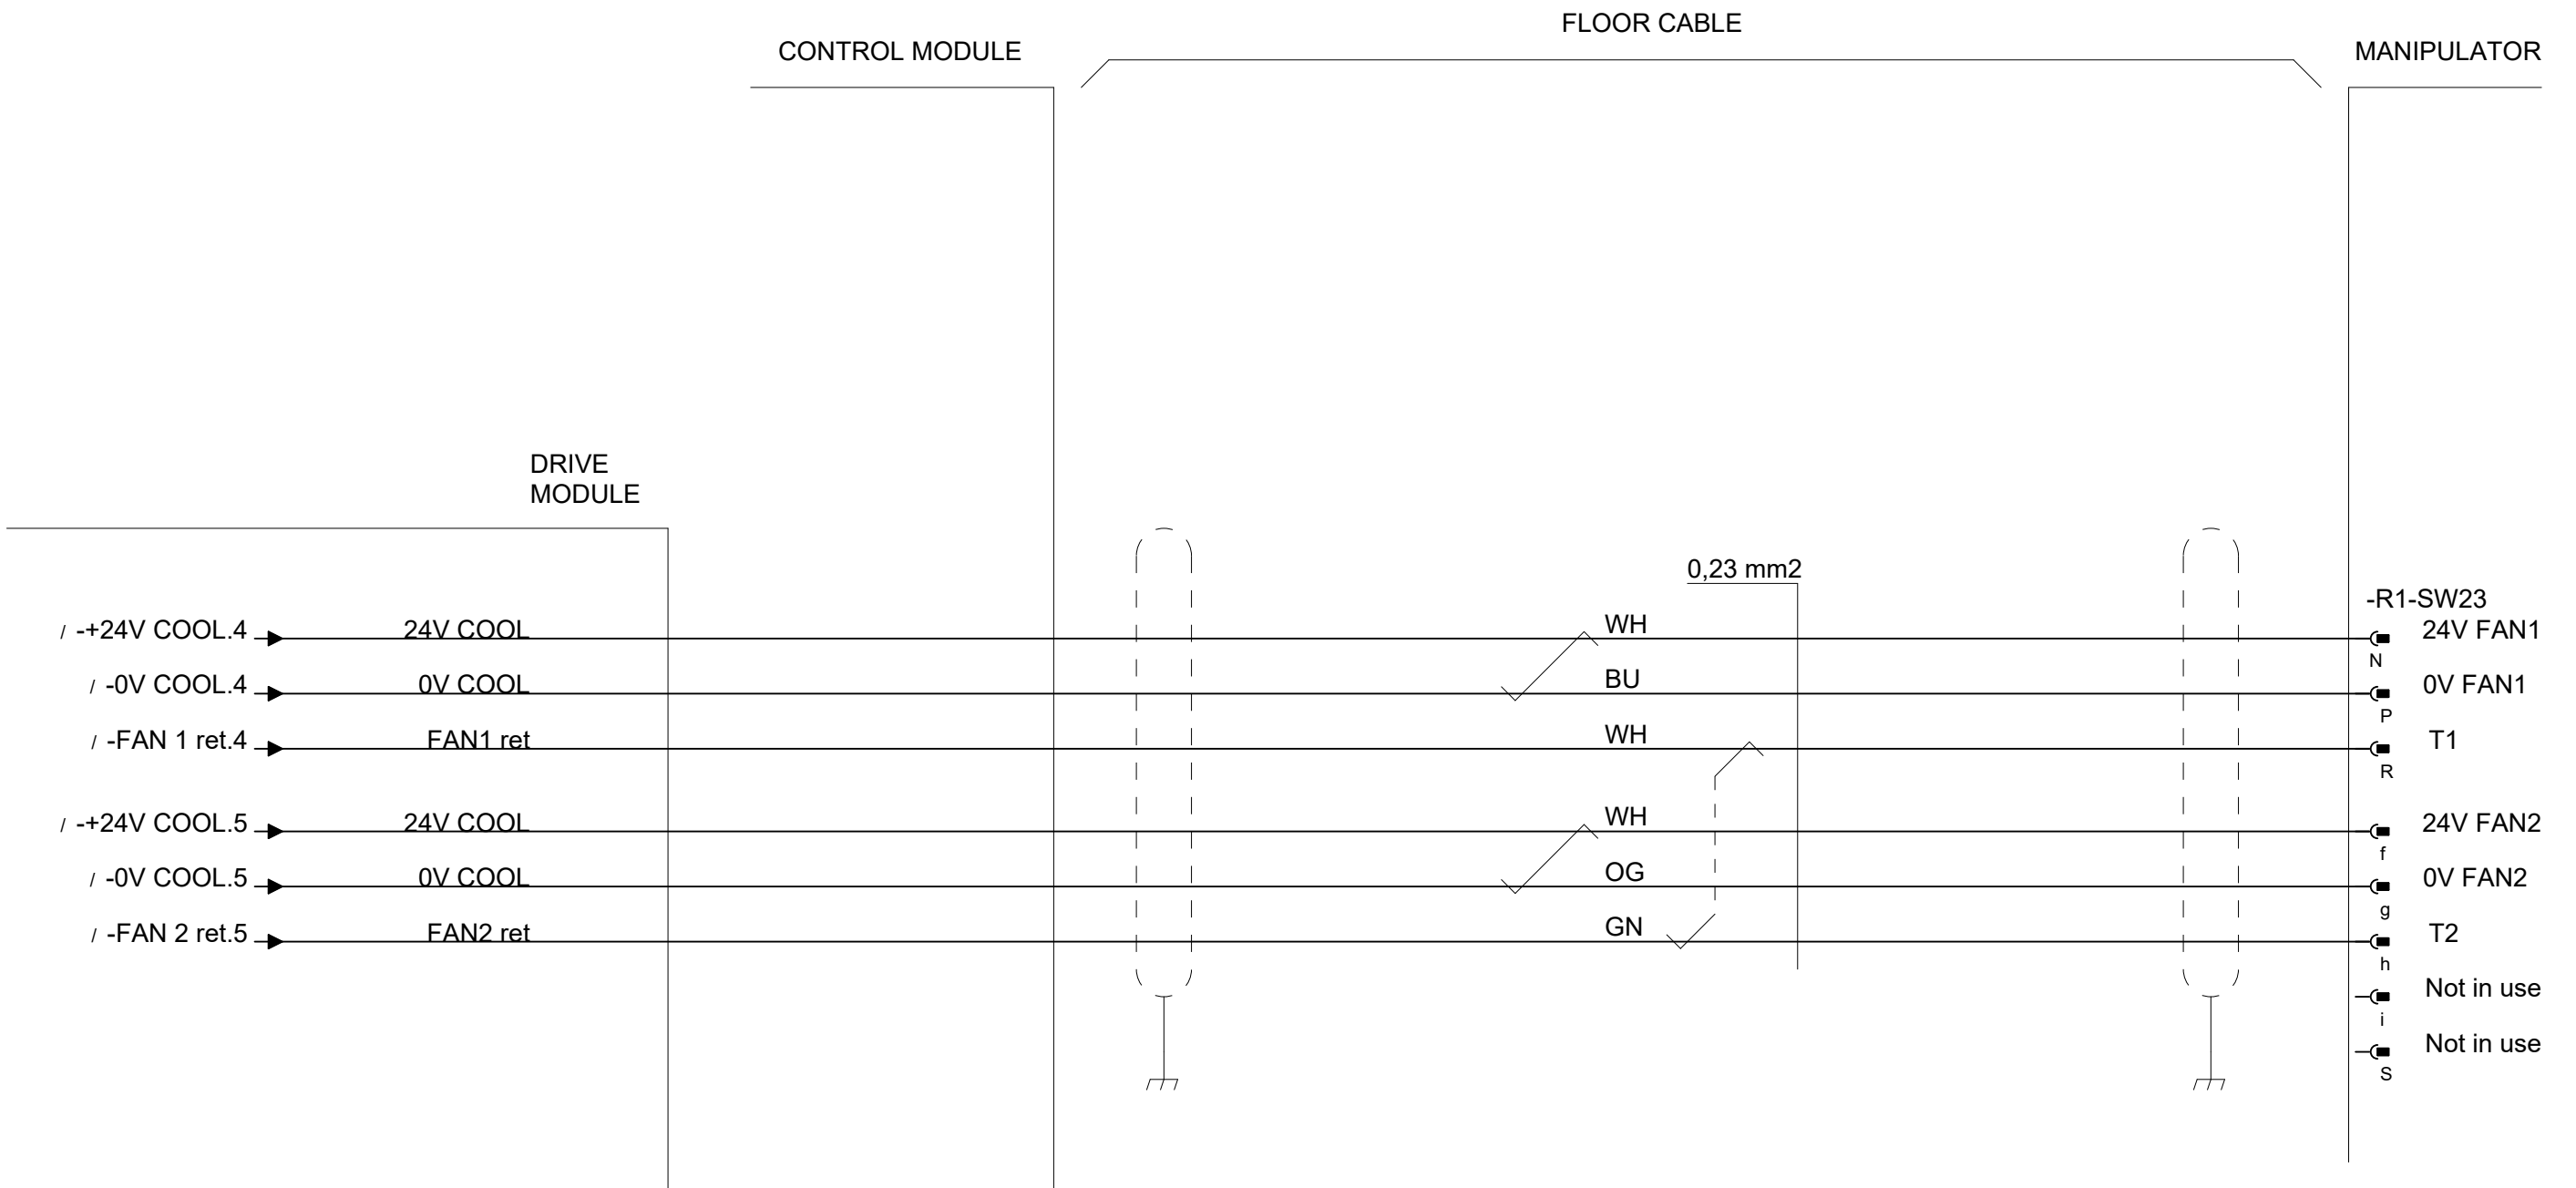 FLOOR CABLE
CONTROL MODULE
MANIPULATOR
DRIVE
MODULE
0,23 mm2
-R1-SW23
/ -+24V COOL.4 24V COOL WH 24V FAN1
N
/ -0V COOL.4 0V COOL BU 0V FAN1
P
/ -FAN 1 ret.4 FAN1 ret WH T1
R
/ -+24V COOL.5 24V COOL WH 24V FAN2
f
/ -0V COOL.5 0V COOL OG 0V FAN2
g
/ -FAN 2 ret.5 FAN2 ret GN T2
h
Not in use
i
Not in use
S